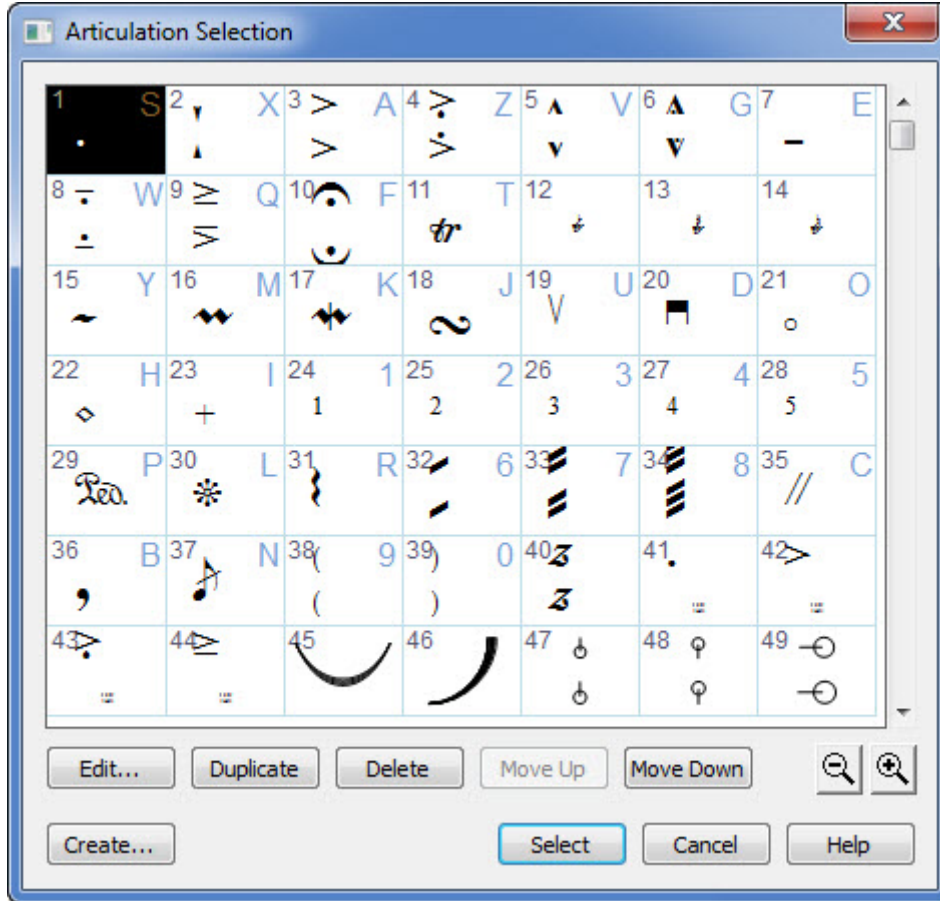 Articulation Selection
1 S 2 X 3 > A 4 > Z 5 V 6 G 7 E
8 W 9 Q 10 F 11 tr T 12 13 14
15 Y 16 M 17 K 18 J 19 U 20 D 21 O
22 H 23 + I 24 1 1 25 2 2 26 3 3 27 4 4 28 5 5
29 Ped. P 30 L 31 R 32 6 33 7 34 8 35 // C
36 , B 37 N 38 ( ( 9 39 ) ) 0 40 z z 41 . 42 >
43 44 45 46 47 48 49
Edit... Duplicate Delete Move Up Move Down
Create... Select Cancel Help